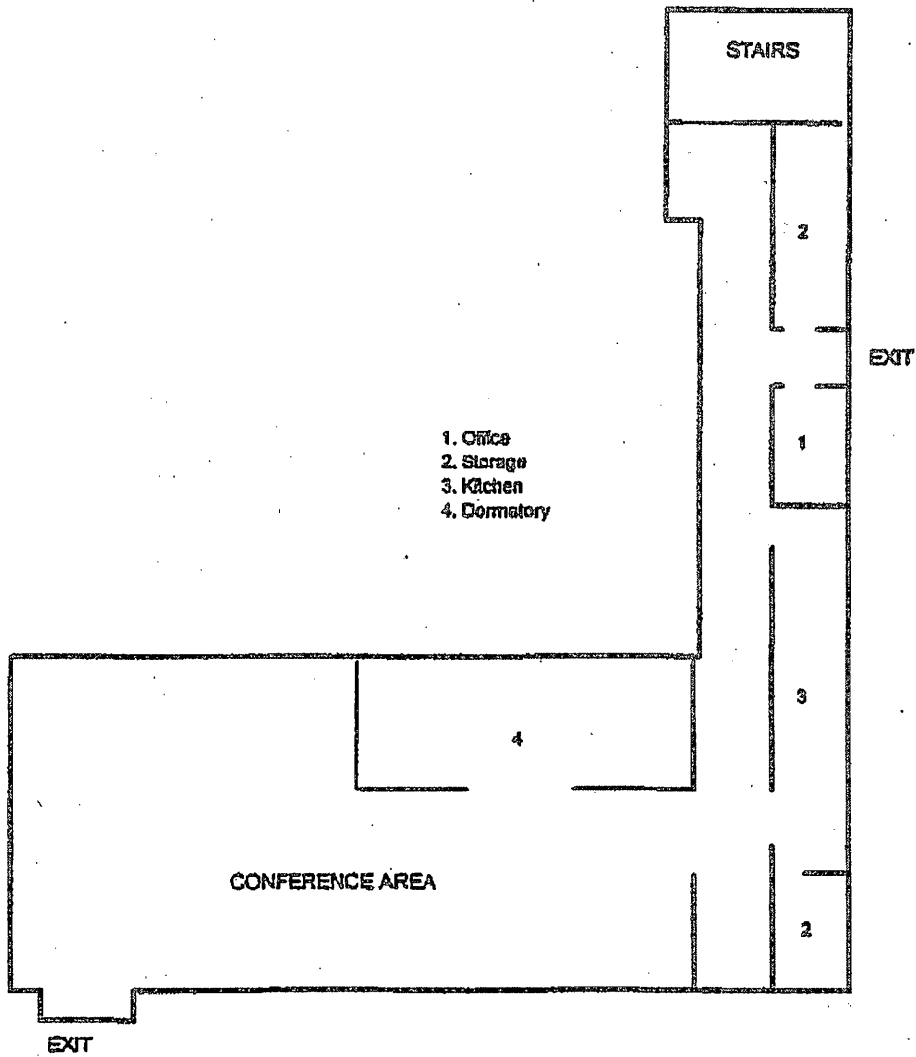 STAIRS
2
EXIT
1. Office
2. Storage
3. Kitchen
4. Dormatory
1
3
4
CONFERENCE AREA
2
EXIT